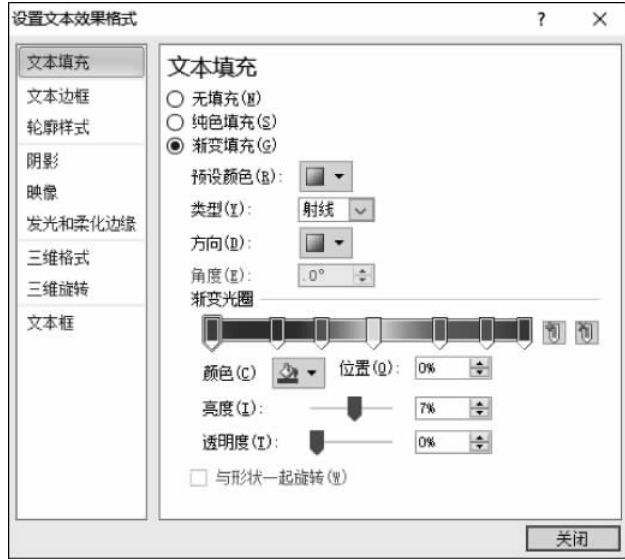 设置文本效果格式
文本填充
文本边框
轮廓样式
阴影
映像
发光和柔化边缘
三维格式
三维旋转
文本框
文本填充
无填充(N)
纯色填充(S)
渐变填充(G)
预设颜色(R):
类型(Y): 射线
方向(D):
角度(E): .0°
渐变光圈
颜色(C) 位置(O): 0%
亮度(I): 7%
透明度(T): 0%
与形状一起旋转(W)
关闭